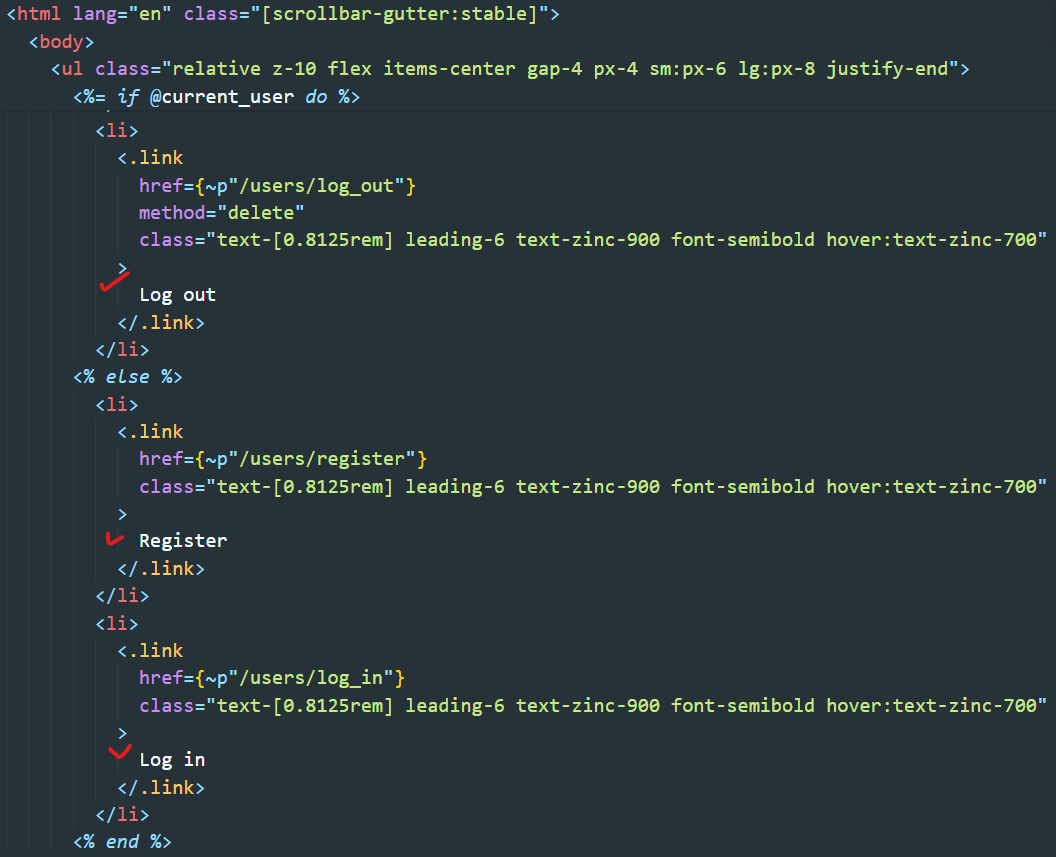 <html lang="en" class="[scrollbar-gutter:stable]">
<body>
<ul class="relative z-10 flex items-center gap-4 px-4 sm:px-6 lg:px-8 justify-end">
<%= if @current_user do %>
<li>
<.link
href={~p"/users/log_out"}
method="delete"
class="text-[0.8125rem] leading-6 text-zinc-900 font-semibold hover:text-zinc-700"
>
Log out
</.link>
</li>
<% else %>
<li>
<.link
href={~p"/users/register"}
class="text-[0.8125rem] leading-6 text-zinc-900 font-semibold hover:text-zinc-700"
>
Register
</.link>
</li>
<li>
<.link
href={~p"/users/log_in"}
class="text-[0.8125rem] leading-6 text-zinc-900 font-semibold hover:text-zinc-700"
>
Log in
</.link>
</li>
<% end %>